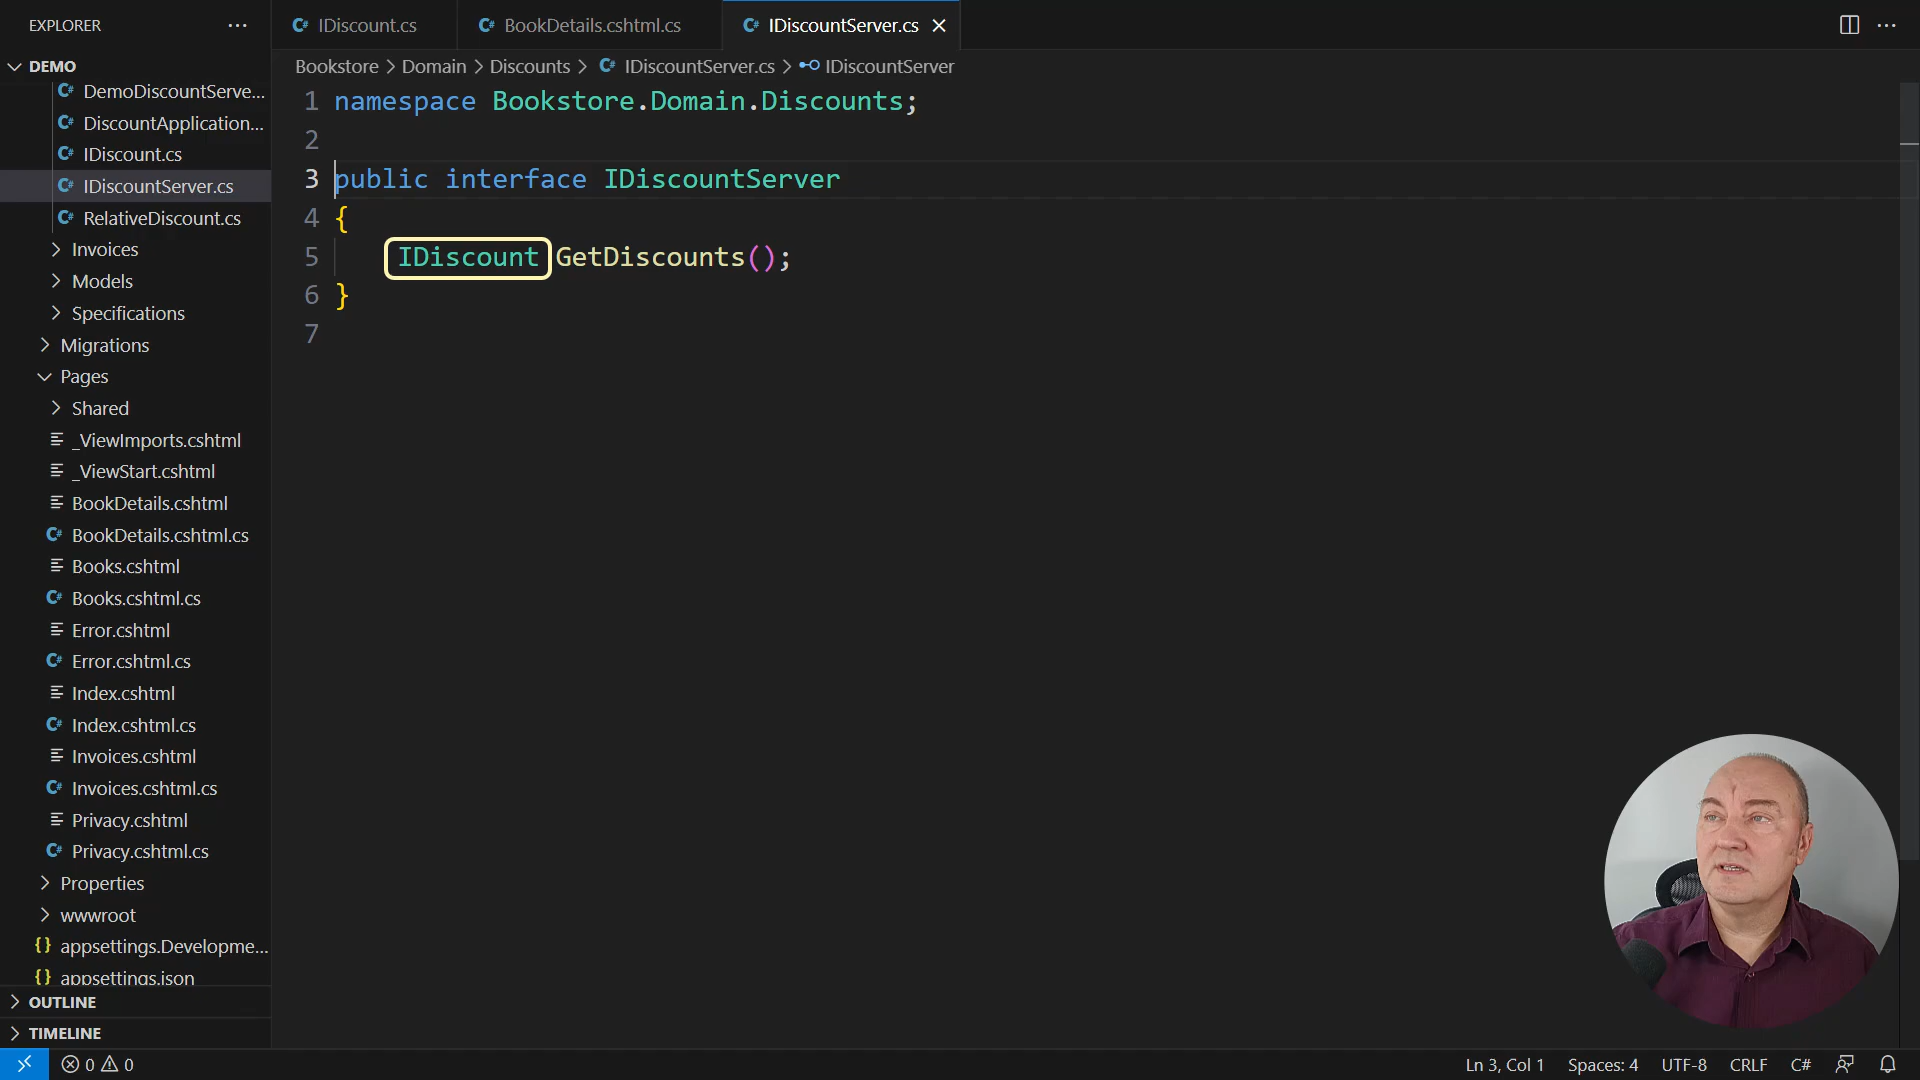 EXPLORER
DEMO
DemoDiscountServe...
DiscountApplication...
IDiscount.cs
IDiscountServer.cs
RelativeDiscount.cs
Invoices
Models
Specifications
Migrations
Pages
Shared
_ViewImports.cshtml
_ViewStart.cshtml
BookDetails.cshtml
BookDetails.cshtml.cs
Books.cshtml
Books.cshtml.cs
Error.cshtml
Error.cshtml.cs
Index.cshtml
Index.cshtml.cs
Invoices.cshtml
Invoices.cshtml.cs
Privacy.cshtml
Privacy.cshtml.cs
Properties
wwwroot
appsettings.Developme...
appsettings.json
OUTLINE
TIMELINE
IDiscount.cs BookDetails.cshtml.cs IDiscountServer.cs
Bookstore > Domain > Discounts > IDiscountServer.cs > IDiscountServer
1 namespace Bookstore.Domain.Discounts;
2
3 public interface IDiscountServer
4 {
5 IDiscount GetDiscounts();
6 }
7
0 0 Ln 3, Col 1 Spaces: 4 UTF-8 CRLF C#